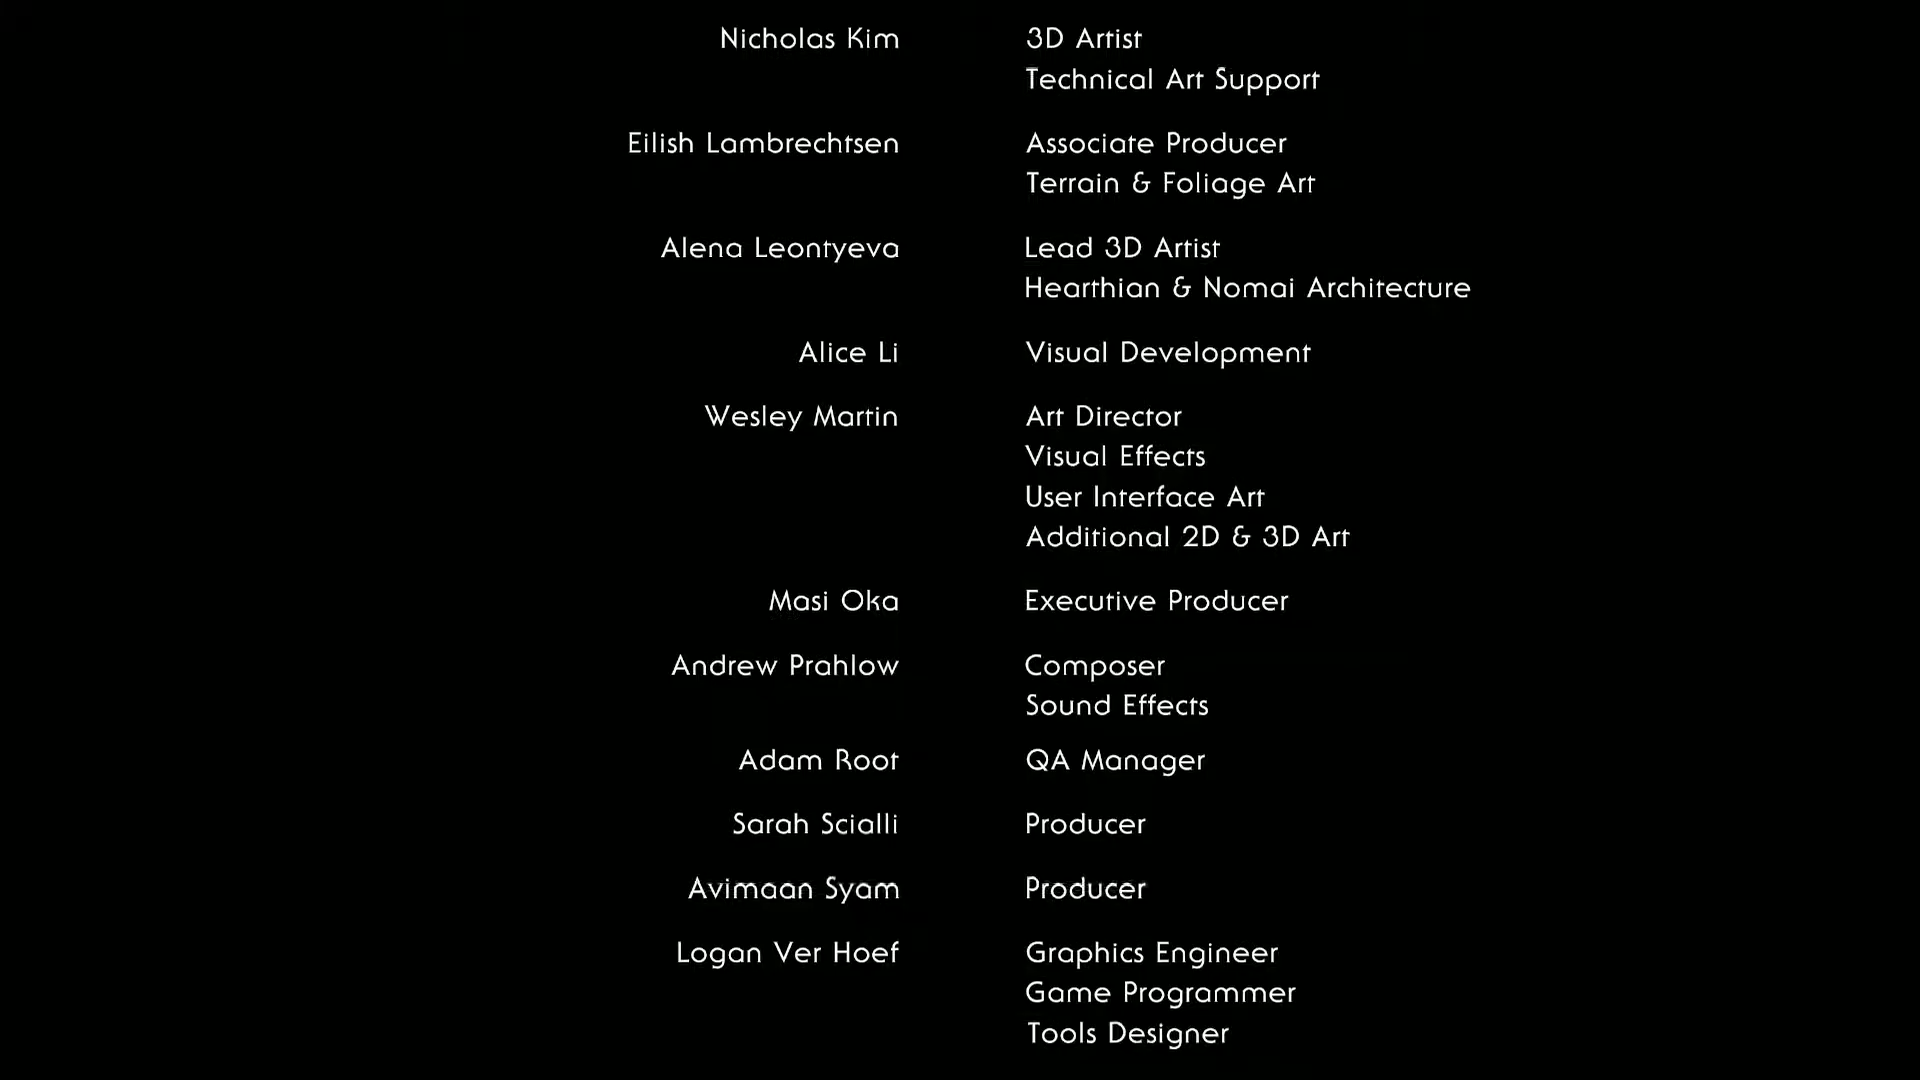 Nicholas Kim 3D Artist
Technical Art Support
Eilish Lambrechtsen Associate Producer
Terrain & Foliage Art
Alena Leontyeva Lead 3D Artist
Hearthian & Nomai Architecture
Alice Li Visual Development
Wesley Martin Art Director
Visual Effects
User Interface Art
Additional 2D & 3D Art
Masi Oka Executive Producer
Andrew Prahlow Composer
Sound Effects
Adam Root QA Manager
Sarah Scialli Producer
Avimaan Syam Producer
Logan Ver Hoef Graphics Engineer
Game Programmer
Tools Designer